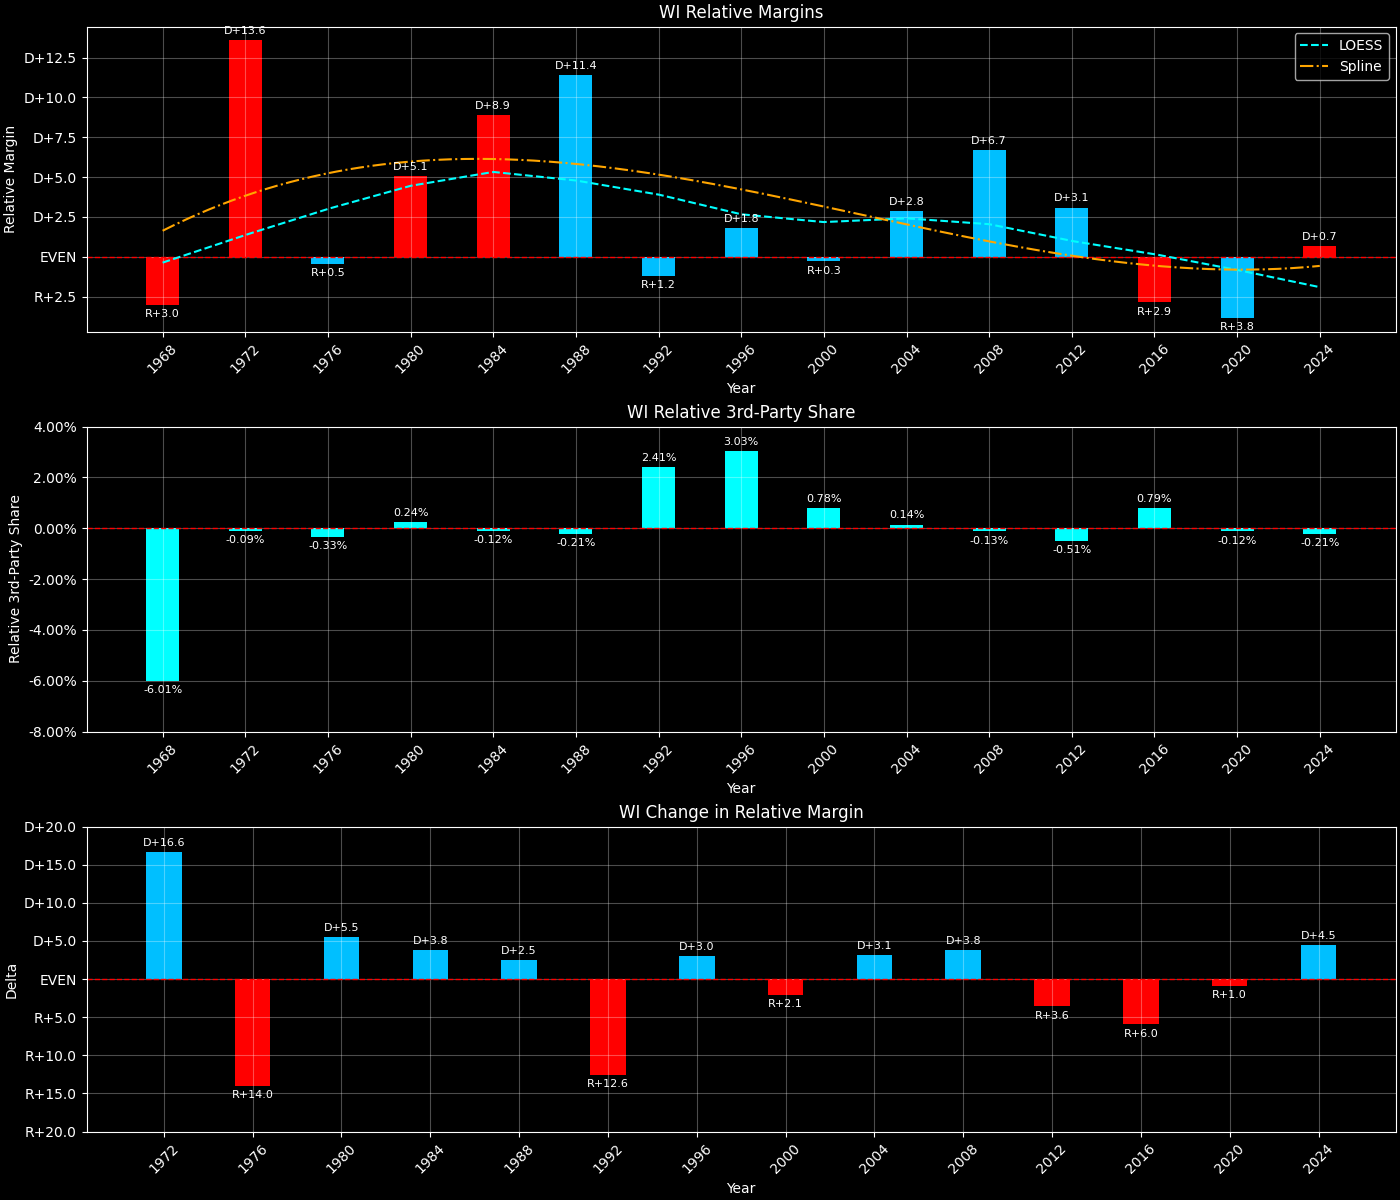 WI Relative Margins
Relative Margin
D+12.5
D+10.0
D+7.5
D+5.0
D+2.5
EVEN
R+2.5
LOESS
Spline
R+3.0
D+13.6
R+0.5
D+5.1
D+8.9
D+11.4
R+1.2
D+1.8
R+0.3
D+2.8
D+6.7
D+3.1
R+2.9
R+3.8
D+0.7
1968 1972 1976 1980 1984 1988 1992 1996 2000 2004 2008 2012 2016 2020 2024
Year
WI Relative 3rd-Party Share
Relative 3rd-Party Share
4.00%
2.00%
0.00%
-2.00%
-4.00%
-6.00%
-8.00%
-6.01%
-0.09%
-0.33%
0.24%
-0.12%
-0.21%
2.41%
3.03%
0.78%
0.14%
-0.13%
-0.51%
0.79%
-0.12%
-0.21%
1968 1972 1976 1980 1984 1988 1992 1996 2000 2004 2008 2012 2016 2020 2024
Year
WI Change in Relative Margin
Delta
D+20.0
D+15.0
D+10.0
D+5.0
EVEN
R+5.0
R+10.0
R+15.0
R+20.0
D+16.6
R+14.0
D+5.5
D+3.8
D+2.5
R+12.6
D+3.0
R+2.1
D+3.1
D+3.8
R+3.6
R+6.0
R+1.0
D+4.5
1972 1976 1980 1984 1988 1992 1996 2000 2004 2008 2012 2016 2020 2024
Year